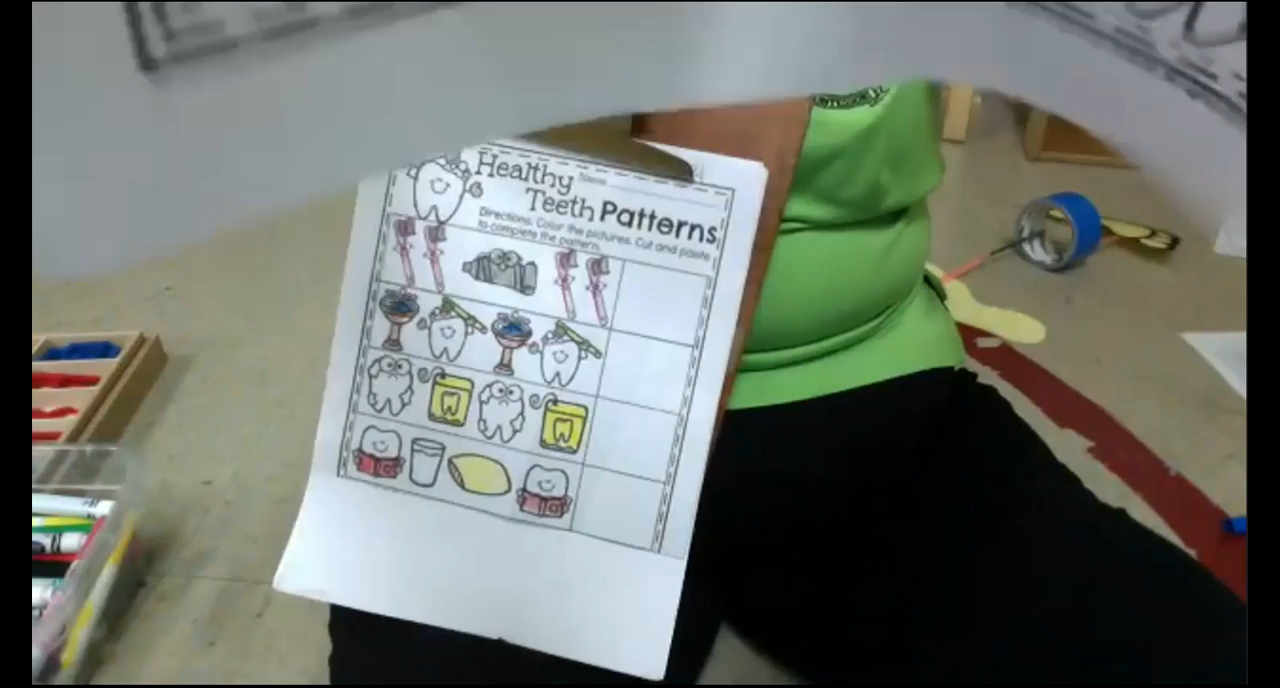 Healthy
Name
Teeth Patterns
Directions: Color the pictures. Cut and paste
to complete the pattern.